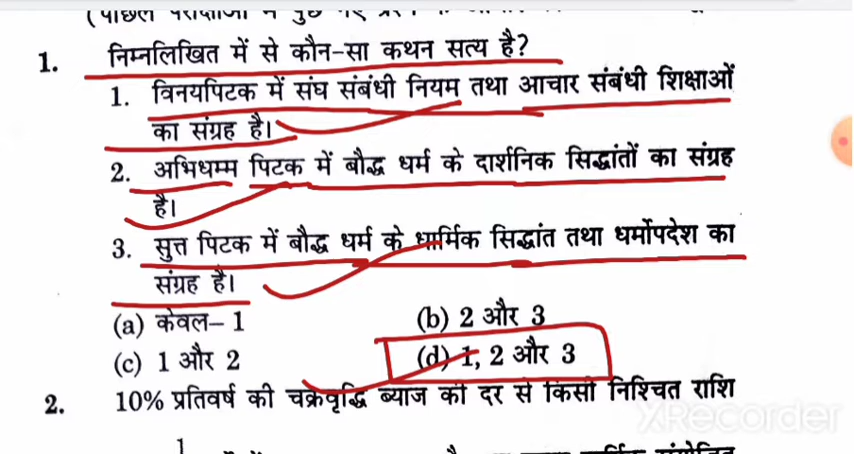 1. निम्नलिखित में से कौन-सा कथन सत्य है?
1. विनयपिटक में संघ संबंधी नियम तथा आचार संबंधी शिक्षाओं
का संग्रह है।
2. अभिधम्म पिटक में बौद्ध धर्म के दार्शनिक सिद्धांतों का संग्रह
है।
3. सुत्त पिटक में बौद्ध धर्म के धार्मिक सिद्धांत तथा धर्मोपदेश का
संग्रह है।
(a) केवल– 1 (b) 2 और 3
(c) 1 और 2 (d) 1, 2 और 3
2. 10% प्रतिवर्ष की चक्रवृद्धि ब्याज की दर से किसी निश्चित राशि
XRecorder